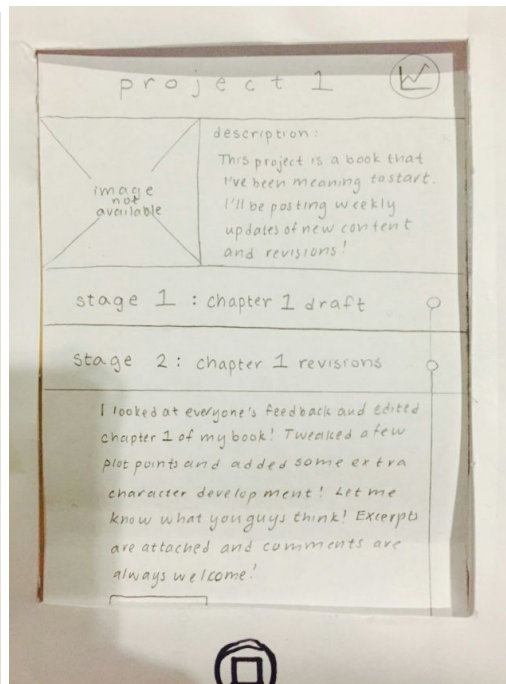 project 1
image
not
available
description:
This project is a book that
I've been meaning to start.
I'll be posting weekly
updates of new content
and revisions!
stage 1 : chapter 1 draft
stage 2 : chapter 1 revisions
I looked at everyone's feedback and edited
chapter 1 of my book! Tweaked a few
plot points and added some extra
character development! Let me
know what you guys think! Excerpts
are attached and comments are
always welcome!